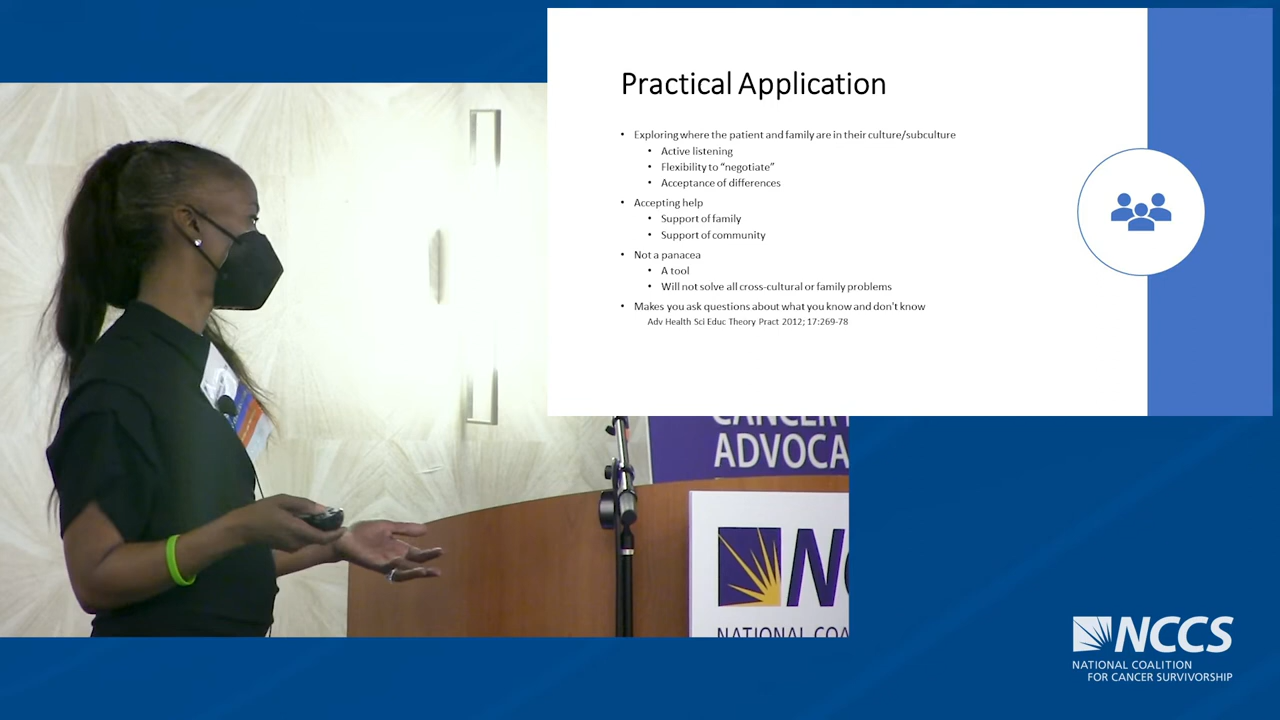 Practical Application
• Exploring where the patient and family are in their culture/subculture
• Active listening
• Flexibility to “negotiate”
• Acceptance of differences
• Accepting help
• Support of family
• Support of community
• Not a panacea
• A tool
• Will not solve all cross-cultural or family problems
• Makes you ask questions about what you know and don't know
Adv Health Sci Educ Theory Pract 2012; 17:269-78
CANCER
ADVOCA
N
NATIONAL COA
NCCS
NATIONAL COALITION
FOR CANCER SURVIVORSHIP